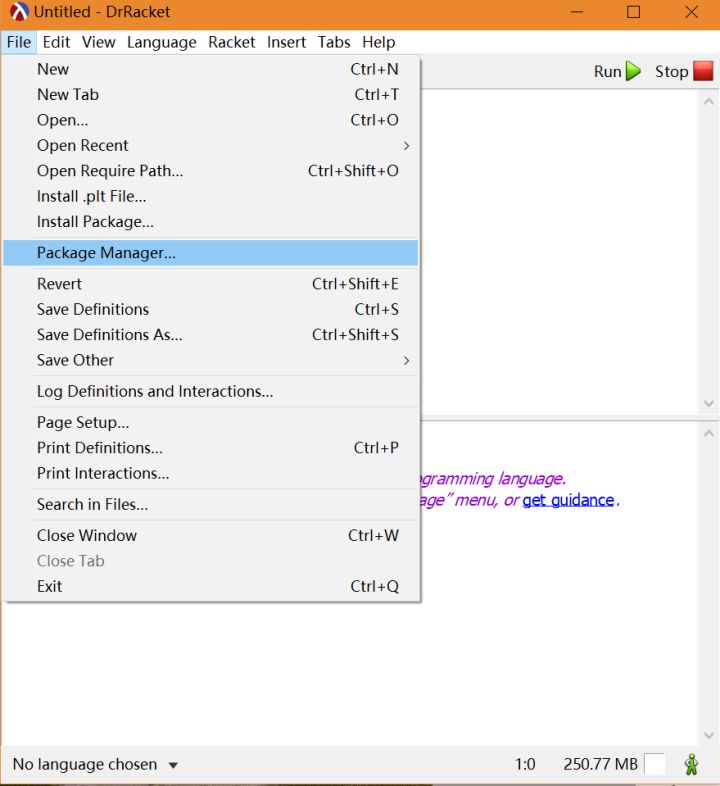 Untitled - DrRacket
File Edit View Language Racket Insert Tabs Help
Run Stop
New Ctrl+N
New Tab Ctrl+T
Open... Ctrl+O
Open Recent
Open Require Path... Ctrl+Shift+O
Install .plt File...
Install Package...
Package Manager...
Revert Ctrl+Shift+E
Save Definitions Ctrl+S
Save Definitions As... Ctrl+Shift+S
Save Other
Log Definitions and Interactions...
Page Setup...
Print Definitions... Ctrl+P
Print Interactions...
ogramming language.
Search in Files...
age" menu, or get guidance.
Close Window Ctrl+W
Close Tab
Exit Ctrl+Q
No language chosen 1:0 250.77 MB